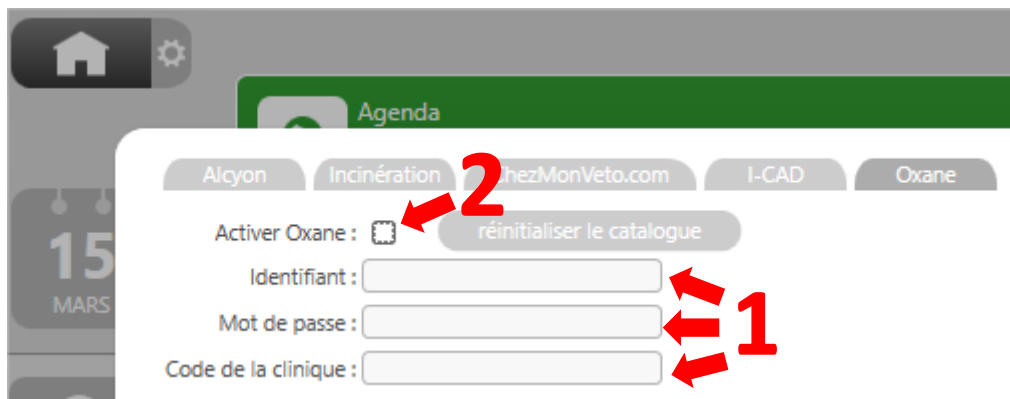 Agenda
Alcyon Incinération ChezMonVeto.com I-CAD Oxane
2
Activer Oxane : réinitialiser le catalogue
15
MARS
Identifiant :
Mot de passe :
1
Code de la clinique :